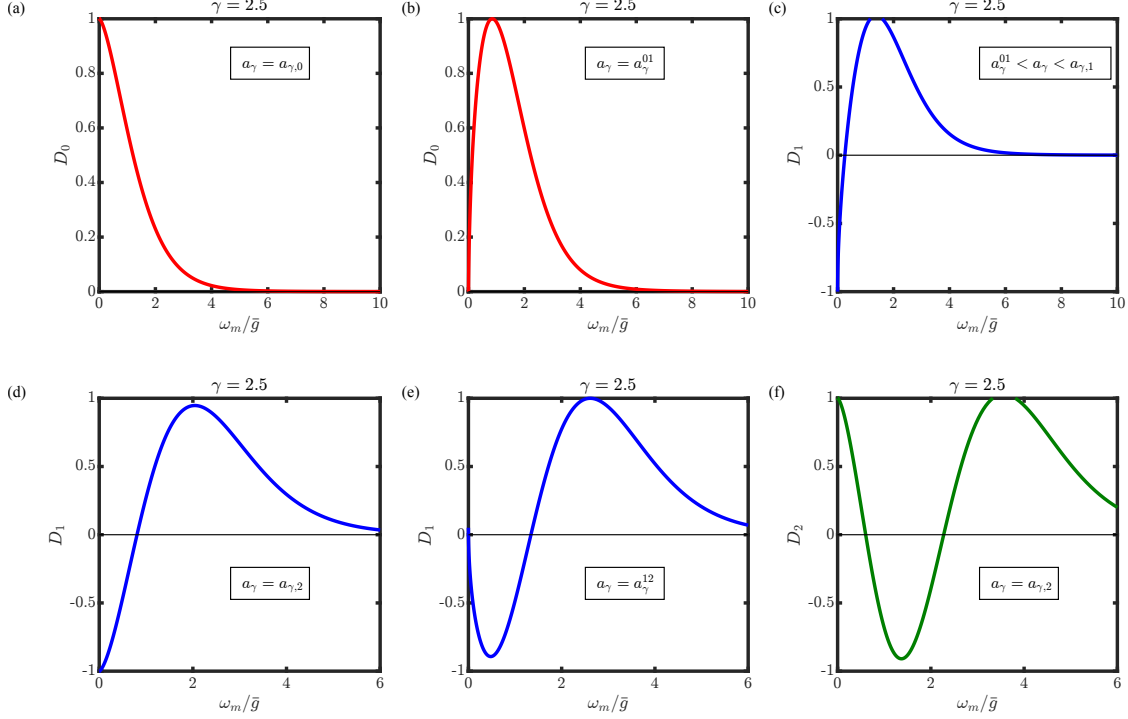 (a)
γ = 2.5
1
0.8
0.6
0.4
0.2
0
D₀
a_γ = a_{γ,0}
0 2 4 6 8 10
ω_m/ḡ
(b)
γ = 2.5
1
0.8
0.6
0.4
0.2
0
D₀
a_γ = a_γ^{01}
0 2 4 6 8 10
ω_m/ḡ
(c)
γ = 2.5
1
0.5
0
-0.5
-1
D₁
a_γ^{01} < a_γ < a_{γ,1}
0 2 4 6 8 10
ω_m/ḡ
(d)
γ = 2.5
1
0.5
0
-0.5
-1
D₁
a_γ = a_{γ,2}
0 2 4 6
ω_m/ḡ
(e)
γ = 2.5
1
0.5
0
-0.5
-1
D₁
a_γ = a_γ^{12}
0 2 4 6
ω_m/ḡ
(f)
γ = 2.5
1
0.5
0
-0.5
-1
D₂
a_γ = a_{γ,2}
0 2 4 6
ω_m/ḡ